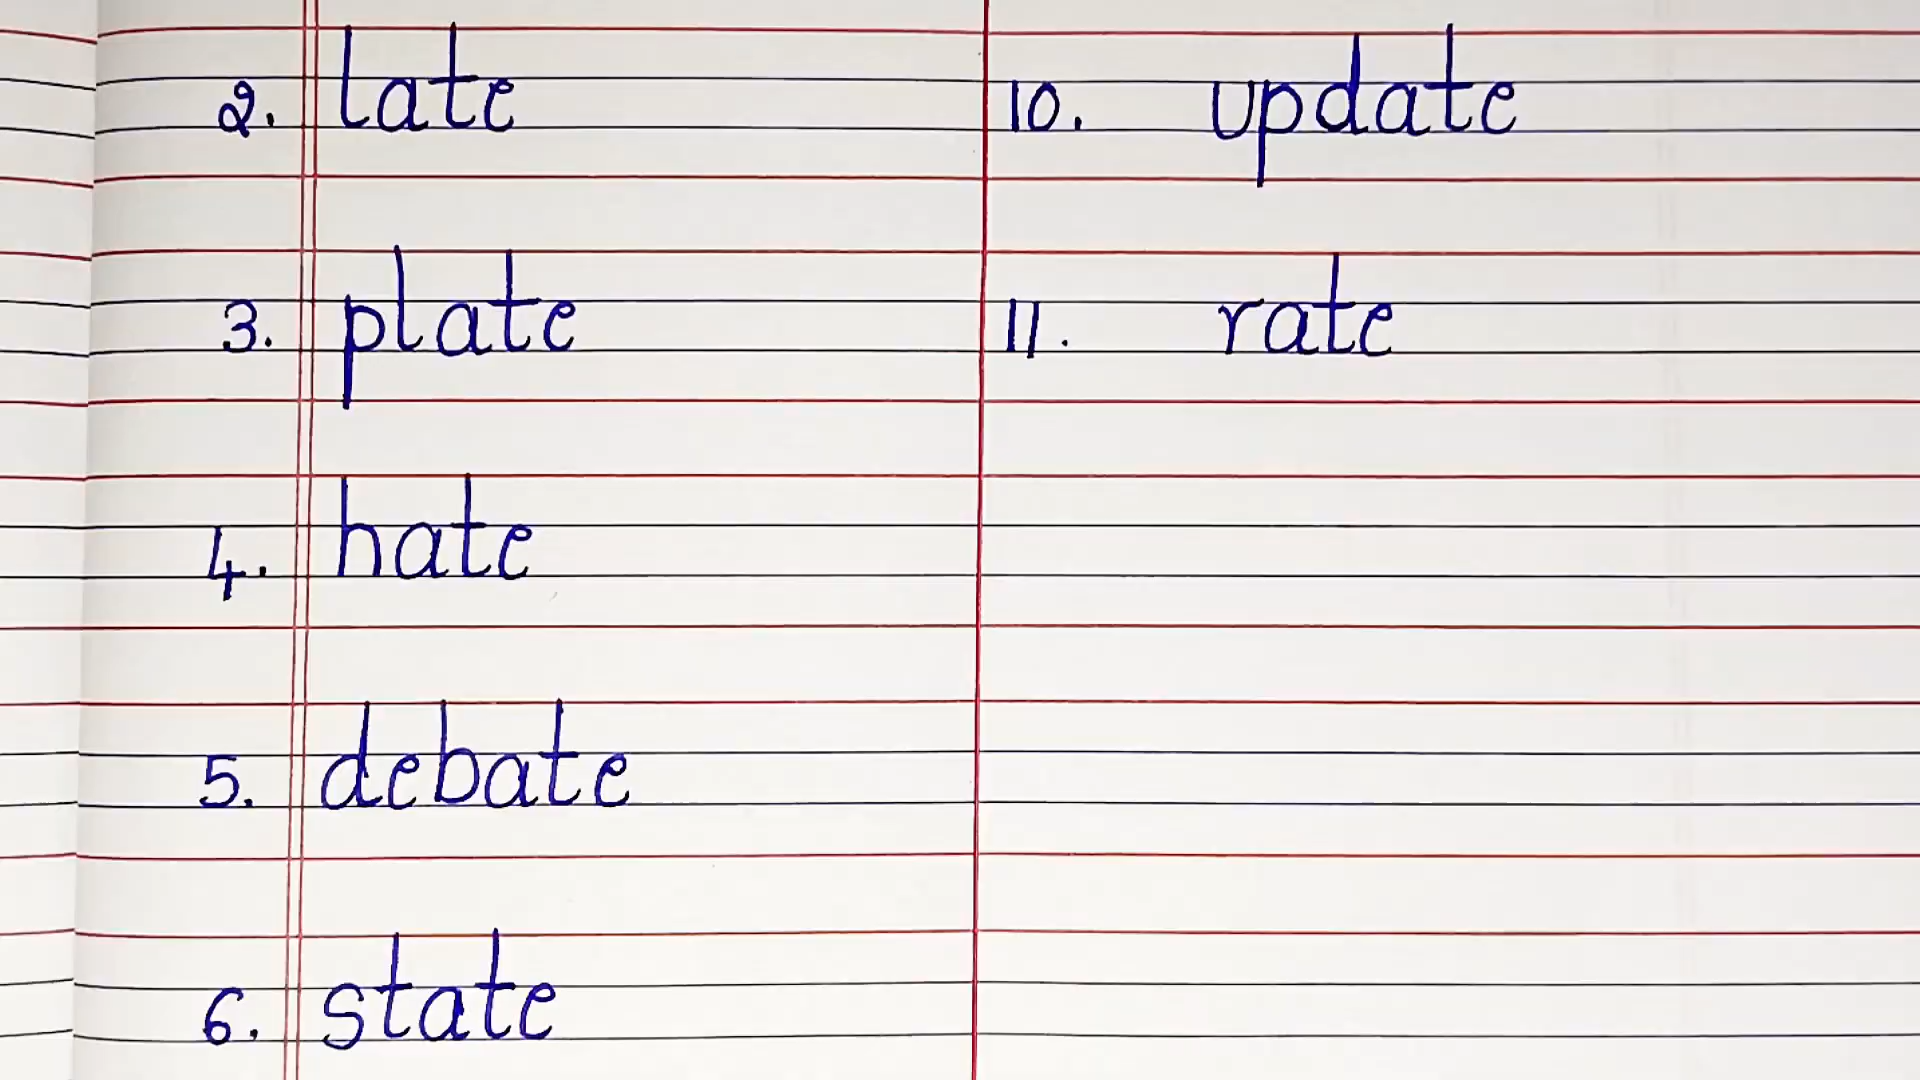 2. late
3. plate
4. hate
5. debate
6. state
10. update
11. rate